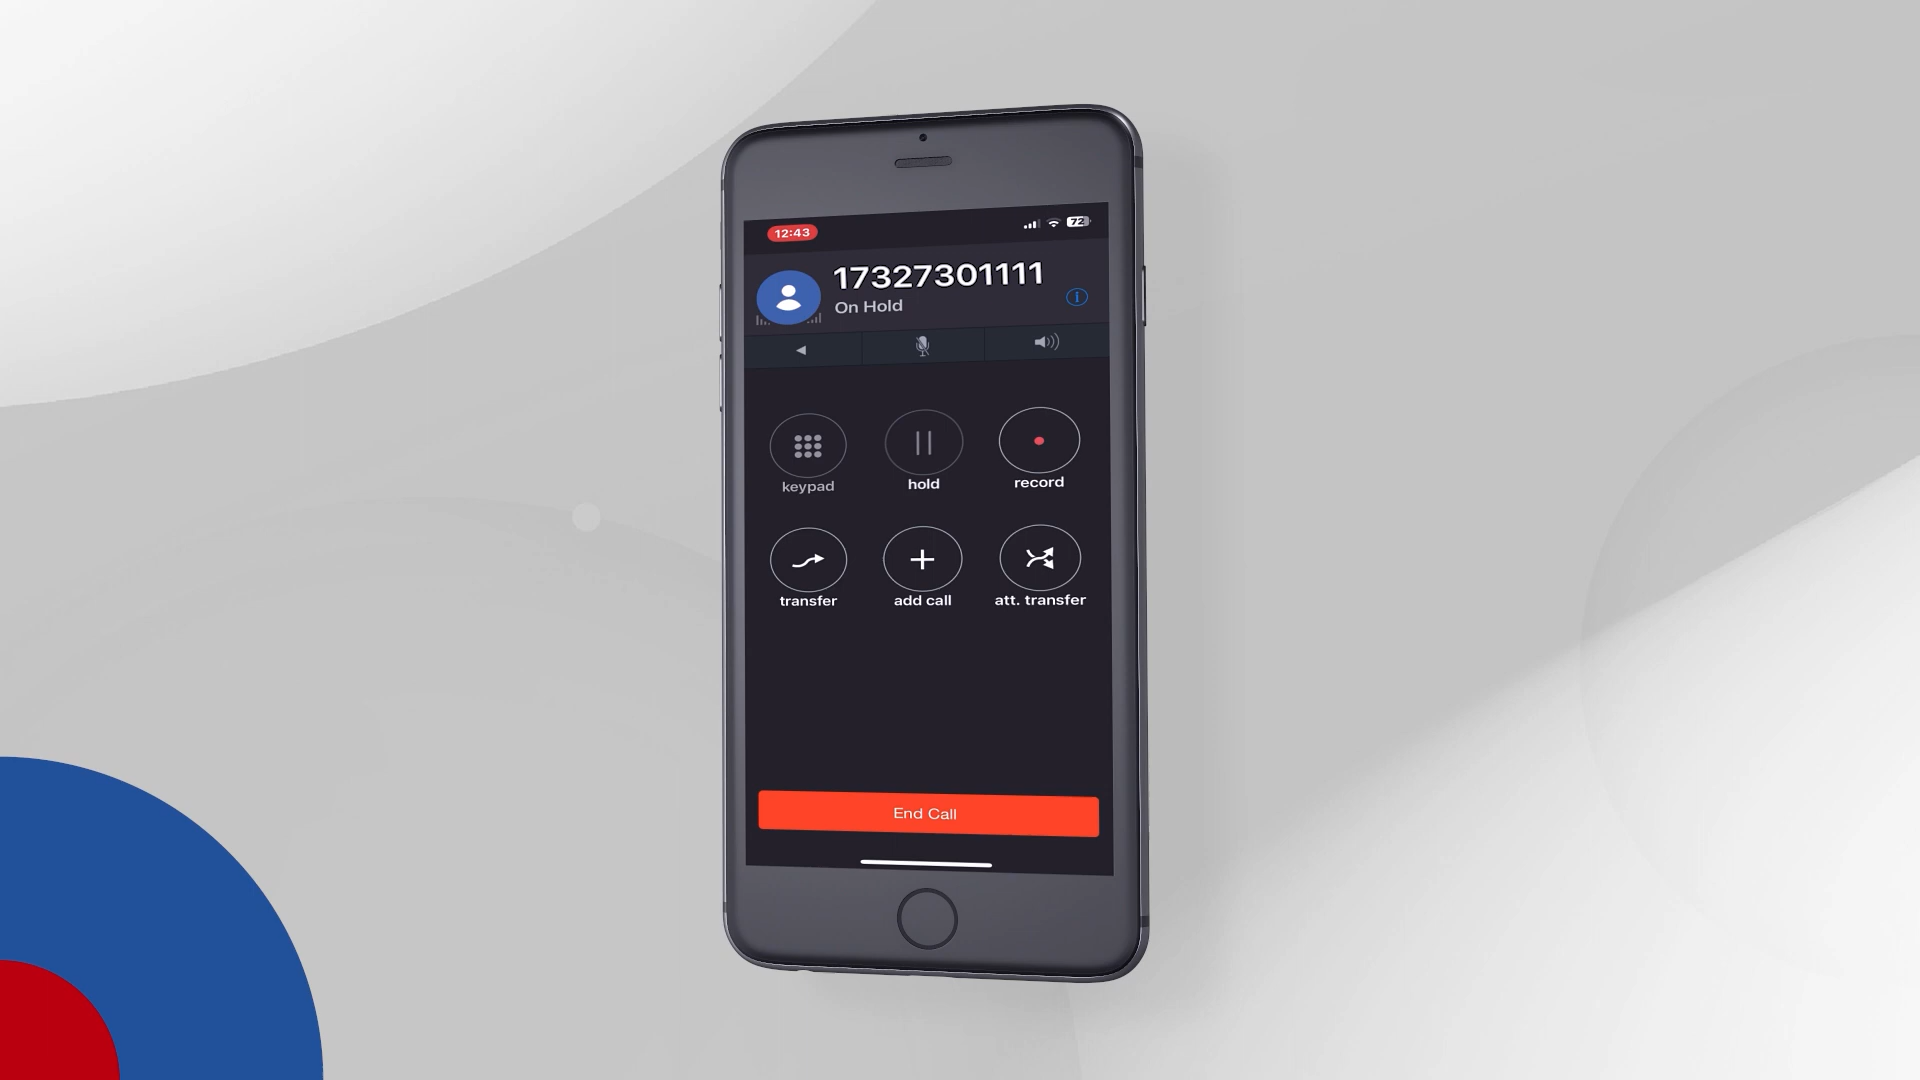 12:43
72
17327301111
On Hold
keypad
hold
record
transfer
add call
att. transfer
End Call